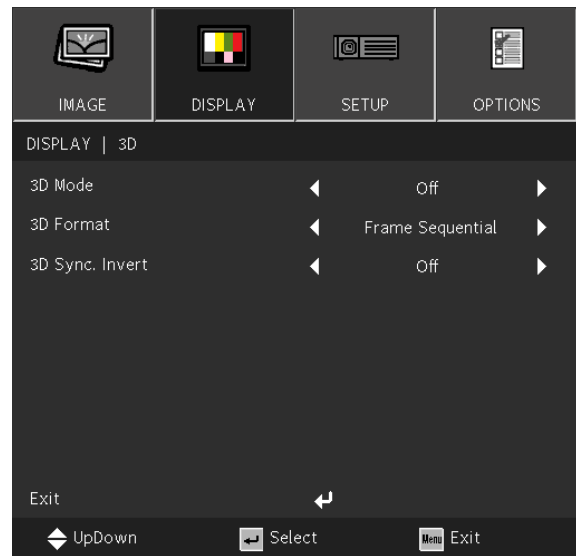 IMAGE DISPLAY SETUP OPTIONS
DISPLAY | 3D
3D Mode Off
3D Format Frame Sequential
3D Sync. Invert Off
Exit
UpDown Select Menu Exit